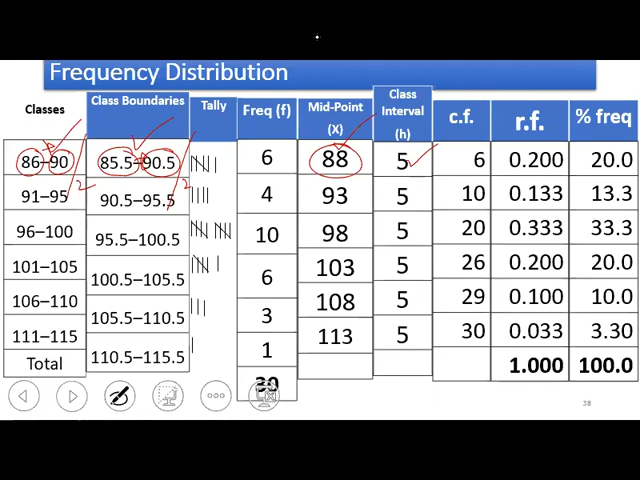 Frequency Distribution
Classes Class Boundaries Tally Freq (f) Mid-Point (X) Class Interval (h) c.f. r.f. % freq
86–90 85.5–90.5 6 88 5 6 0.200 20.0
91–95 90.5–95.5 4 93 5 10 0.133 13.3
96–100 95.5–100.5 10 98 5 20 0.333 33.3
101–105 100.5–105.5 6 103 5 26 0.200 20.0
106–110 105.5–110.5 3 108 5 29 0.100 10.0
111–115 110.5–115.5 1 113 5 30 0.033 3.30
Total 30 1.000 100.0
2 2
38